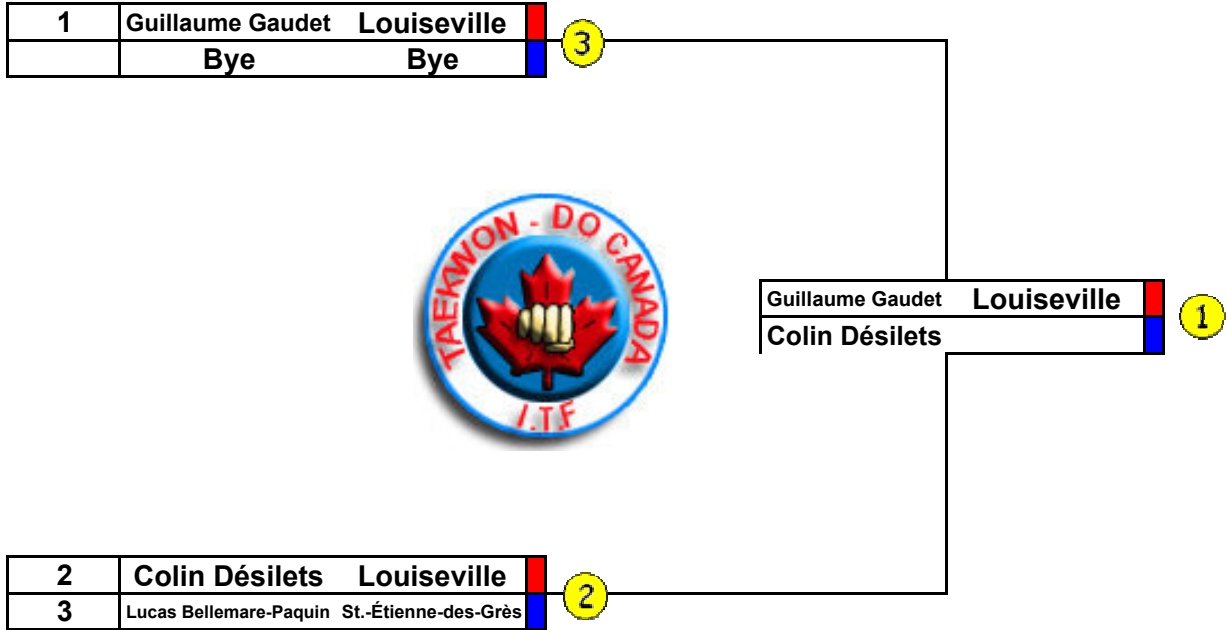 1 Guillaume Gaudet Louiseville
Bye Bye
3
TAEKWON - DO CANADA
I.T.F
Guillaume Gaudet Louiseville
Colin Désilets
1
2 Colin Désilets Louiseville
3 Lucas Bellemare-Paquin St.-Étienne-des-Grès
2